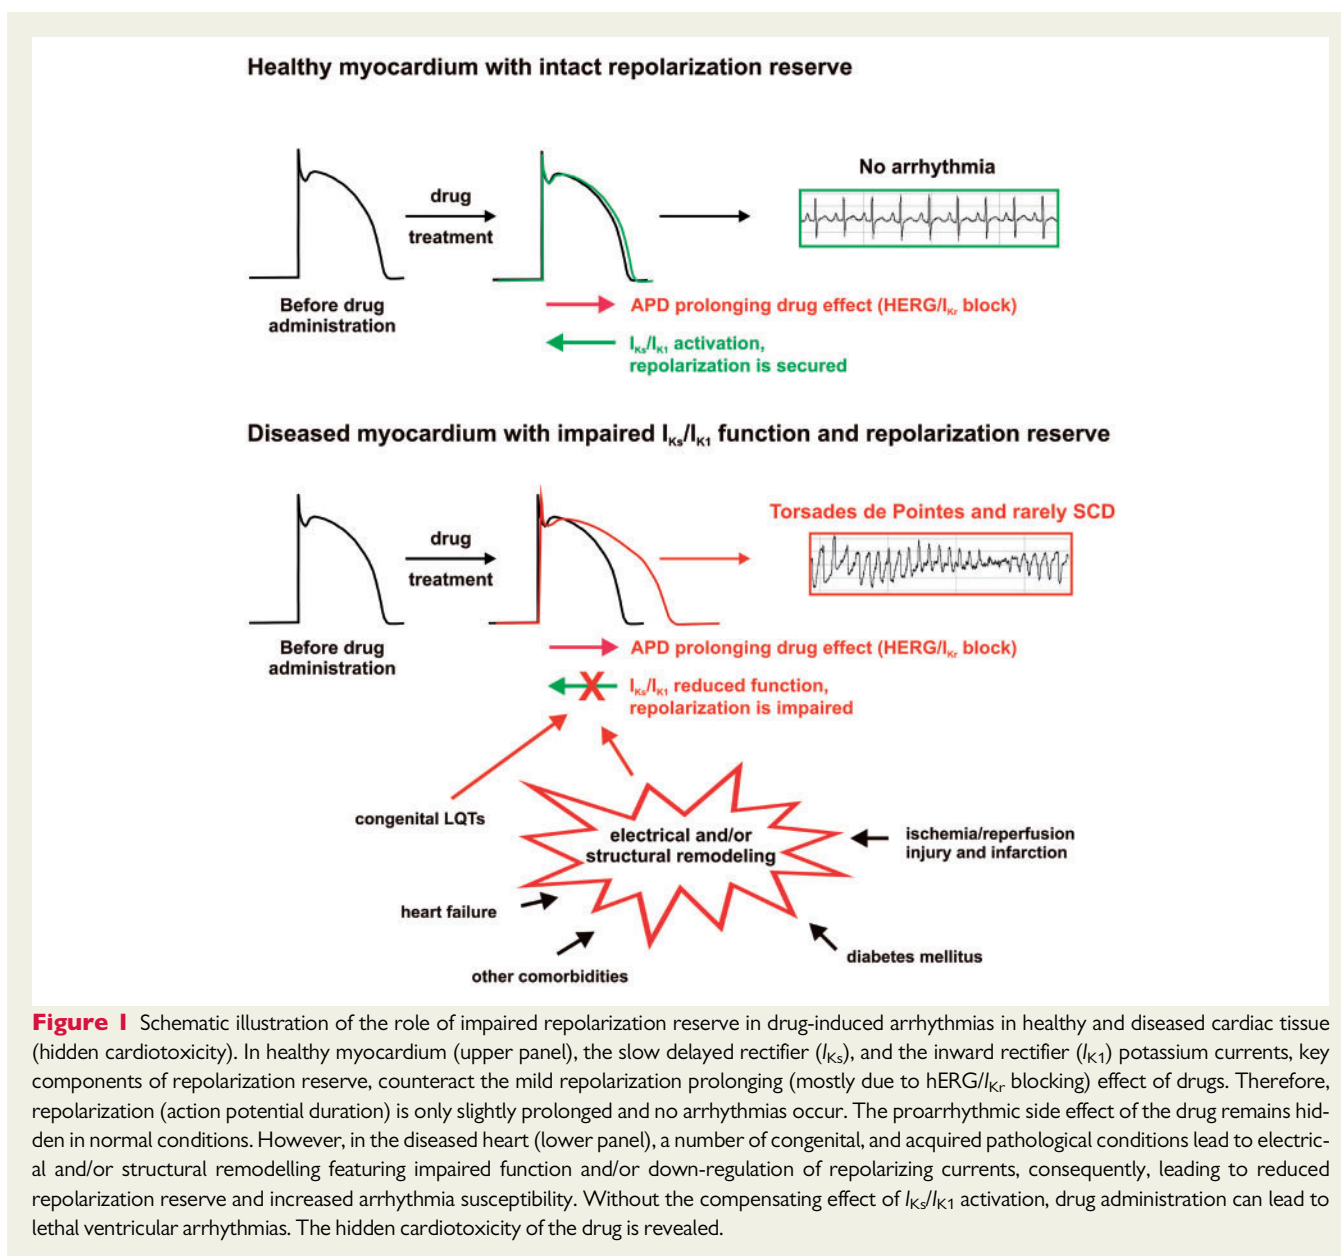 Healthy myocardium with intact repolarization reserve
drug
treatment
No arrhythmia
Before drug
administration
APD prolonging drug effect (HERG/IKr block)
IKs/IK1 activation,
repolarization is secured
Diseased myocardium with impaired IKs/IK1 function and repolarization reserve
drug
treatment
Torsades de Pointes and rarely SCD
Before drug
administration
APD prolonging drug effect (HERG/IKr block)
IKs/IK1 reduced function,
repolarization is impaired
X
congenital LQTs
electrical and/or
structural remodeling
ischemia/reperfusion
injury and infarction
heart failure
other comorbidities
diabetes mellitus
Figure 1 Schematic illustration of the role of impaired repolarization reserve in drug-induced arrhythmias in healthy and diseased cardiac tissue
(hidden cardiotoxicity). In healthy myocardium (upper panel), the slow delayed rectifier (IKs), and the inward rectifier (IK1) potassium currents, key
components of repolarization reserve, counteract the mild repolarization prolonging (mostly due to hERG/IKr blocking) effect of drugs. Therefore,
repolarization (action potential duration) is only slightly prolonged and no arrhythmias occur. The proarrhythmic side effect of the drug remains hid-
den in normal conditions. However, in the diseased heart (lower panel), a number of congenital, and acquired pathological conditions lead to electric-
al and/or structural remodelling featuring impaired function and/or down-regulation of repolarizing currents, consequently, leading to reduced
repolarization reserve and increased arrhythmia susceptibility. Without the compensating effect of IKs/IK1 activation, drug administration can lead to
lethal ventricular arrhythmias. The hidden cardiotoxicity of the drug is revealed.